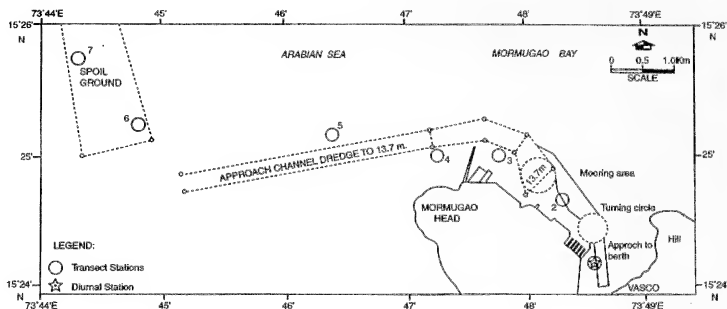 73°44'E
45'
46'
47'
48'
73°49'E
15°26'
N
15°26'
N
7
SPOIL
GROUND
ARABIAN SEA
MORMUGAO BAY
N
0 0.5 1.0Km
SCALE
6
5
25'
25'
APPROACH CHANNEL DREDGE TO 13.7 m.
4
3
13.7m.
Mooring area
2
MORMUGAO
HEAD
Turning circle
Approch to
berth
Hill
LEGEND:
Transect Stations
Diurnal Station
VASCO
15°24'
N
15°24'
N
73°44'E
45'
46'
47'
48'
73°49'E